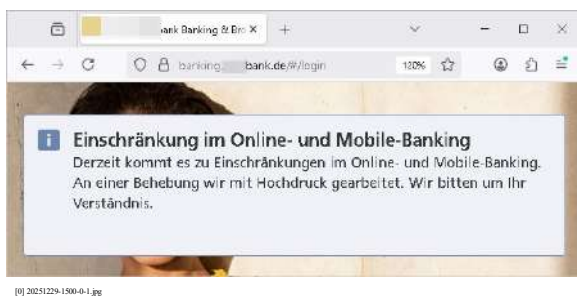 ank Banking & Bro
banking. bank.de/#/login
120%
Einschränkung im Online- und Mobile-Banking
Derzeit kommt es zu Einschränkungen im Online- und Mobile-Banking.
An einer Behebung wir mit Hochdruck gearbeitet. Wir bitten um Ihr
Verständnis.
[0] 20251229-1500-0-1.jpg